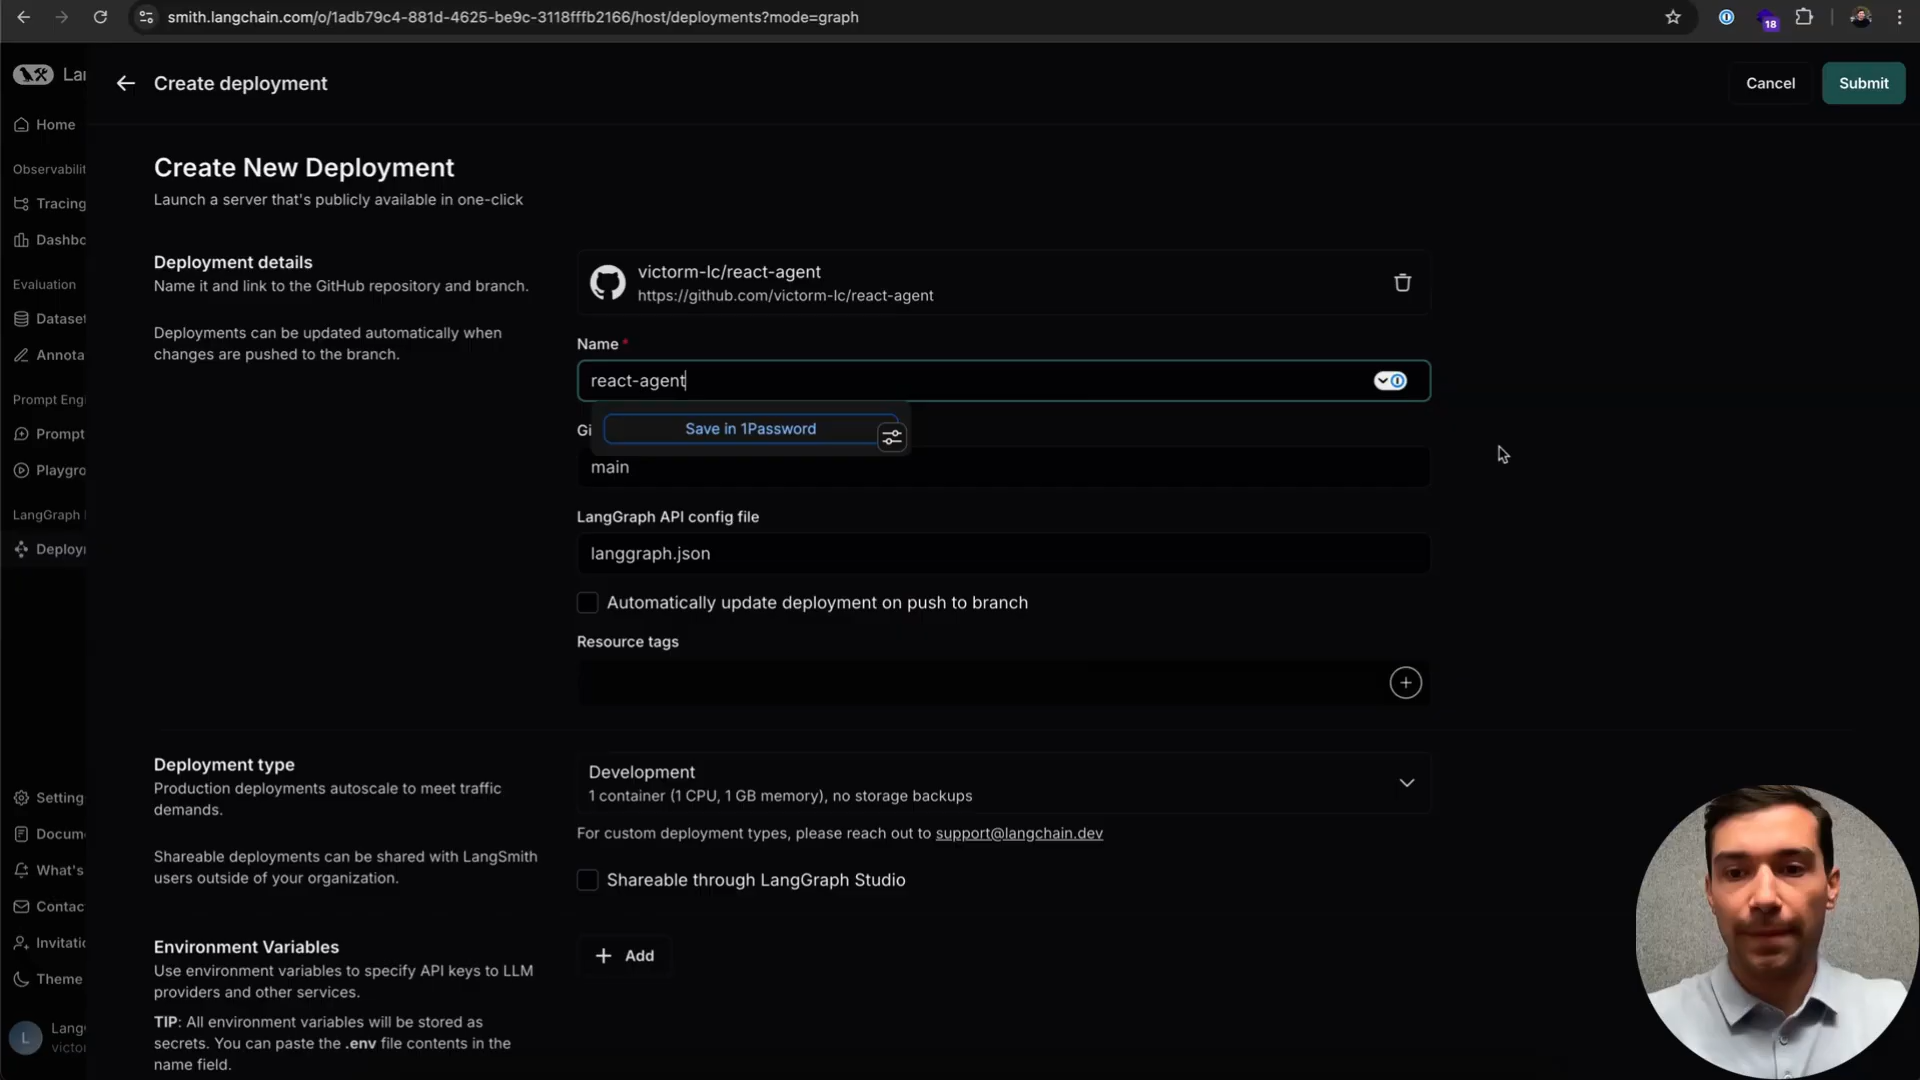 smith.langchain.com/o/1adb79c4-881d-4625-be9c-3118fffb2166/host/deployments?mode=graph
18
Lan
Create deployment
Cancel
Submit
Home
Observabilit
Tracing
Dashbo
Evaluation
Dataset
Annota
Prompt Engi
Prompt
Playgro
LangGraph
Deploy
Setting
Docum
What's
Contac
Invitatio
Theme
L
Lang
victo
Create New Deployment
Launch a server that's publicly available in one-click
Deployment details
Name it and link to the GitHub repository and branch.
Deployments can be updated automatically when
changes are pushed to the branch.
victorm-lc/react-agent
https://github.com/victorm-lc/react-agent
Name *
react-agent
Save in 1Password
Gi
main
LangGraph API config file
langgraph.json
Automatically update deployment on push to branch
Resource tags
Deployment type
Production deployments autoscale to meet traffic
demands.
Shareable deployments can be shared with LangSmith
users outside of your organization.
Development
1 container (1 CPU, 1 GB memory), no storage backups
For custom deployment types, please reach out to support@langchain.dev
Shareable through LangGraph Studio
Environment Variables
Use environment variables to specify API keys to LLM
providers and other services.
TIP: All environment variables will be stored as
secrets. You can paste the .env file contents in the
name field.
Add